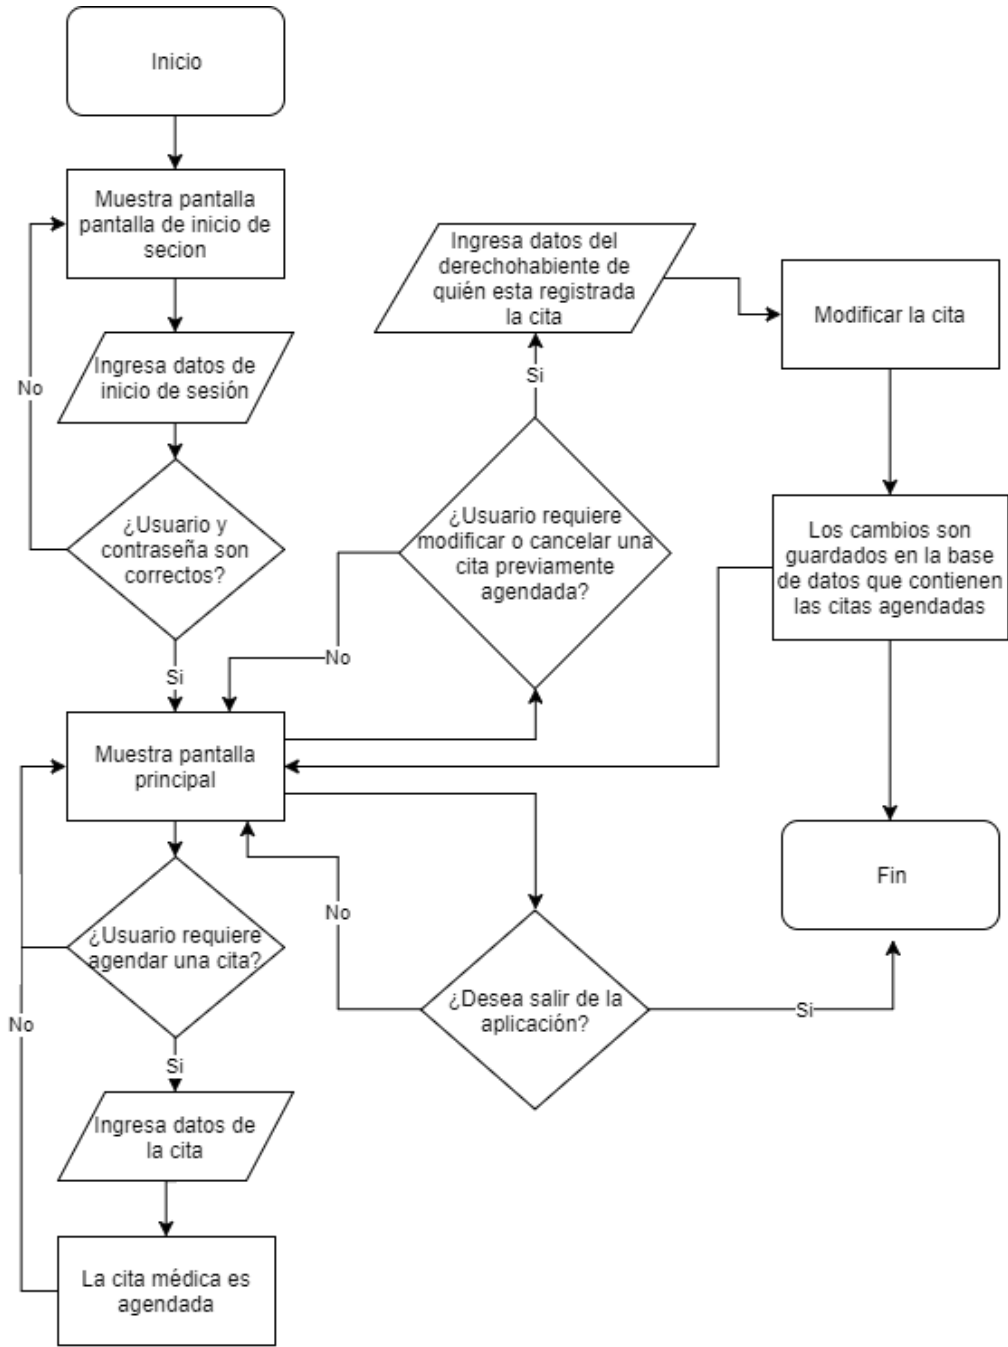 Inicio
Muestra pantalla
pantalla de inicio de
secion
Ingresa datos de
inicio de sesión
No
¿Usuario y
contraseña son
correctos?
Si
Muestra pantalla
principal
¿Usuario requiere
agendar una cita?
No
Si
Ingresa datos de
la cita
La cita médica es
agendada
Ingresa datos del
derechohabiente de
quién esta registrada
la cita
Si
¿Usuario requiere
modificar o cancelar una
cita previamente
agendada?
No
Modificar la cita
Los cambios son
guardados en la base
de datos que contienen
las citas agendadas
No
¿Desea salir de la
aplicación?
Si
Fin